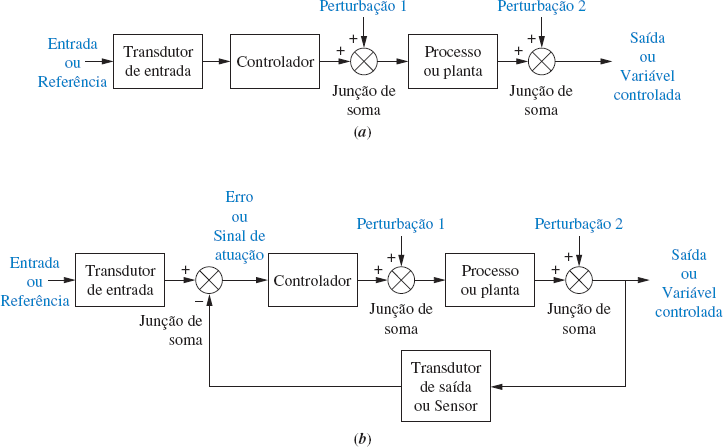 Perturbação 1
Perturbação 2
Entrada
ou
Referência
Transdutor
de entrada
Controlador
+
+
Junção de
soma
Processo
ou planta
+
+
Junção de
soma
Saída
ou
Variável
controlada
(a)
Erro
ou
Sinal de
atuação
Perturbação 1
Perturbação 2
Entrada
ou
Referência
Transdutor
de entrada
+
−
Junção de
soma
Controlador
+
+
Junção de
soma
Processo
ou planta
+
+
Junção de
soma
Saída
ou
Variável
controlada
Transdutor
de saída
ou Sensor
(b)